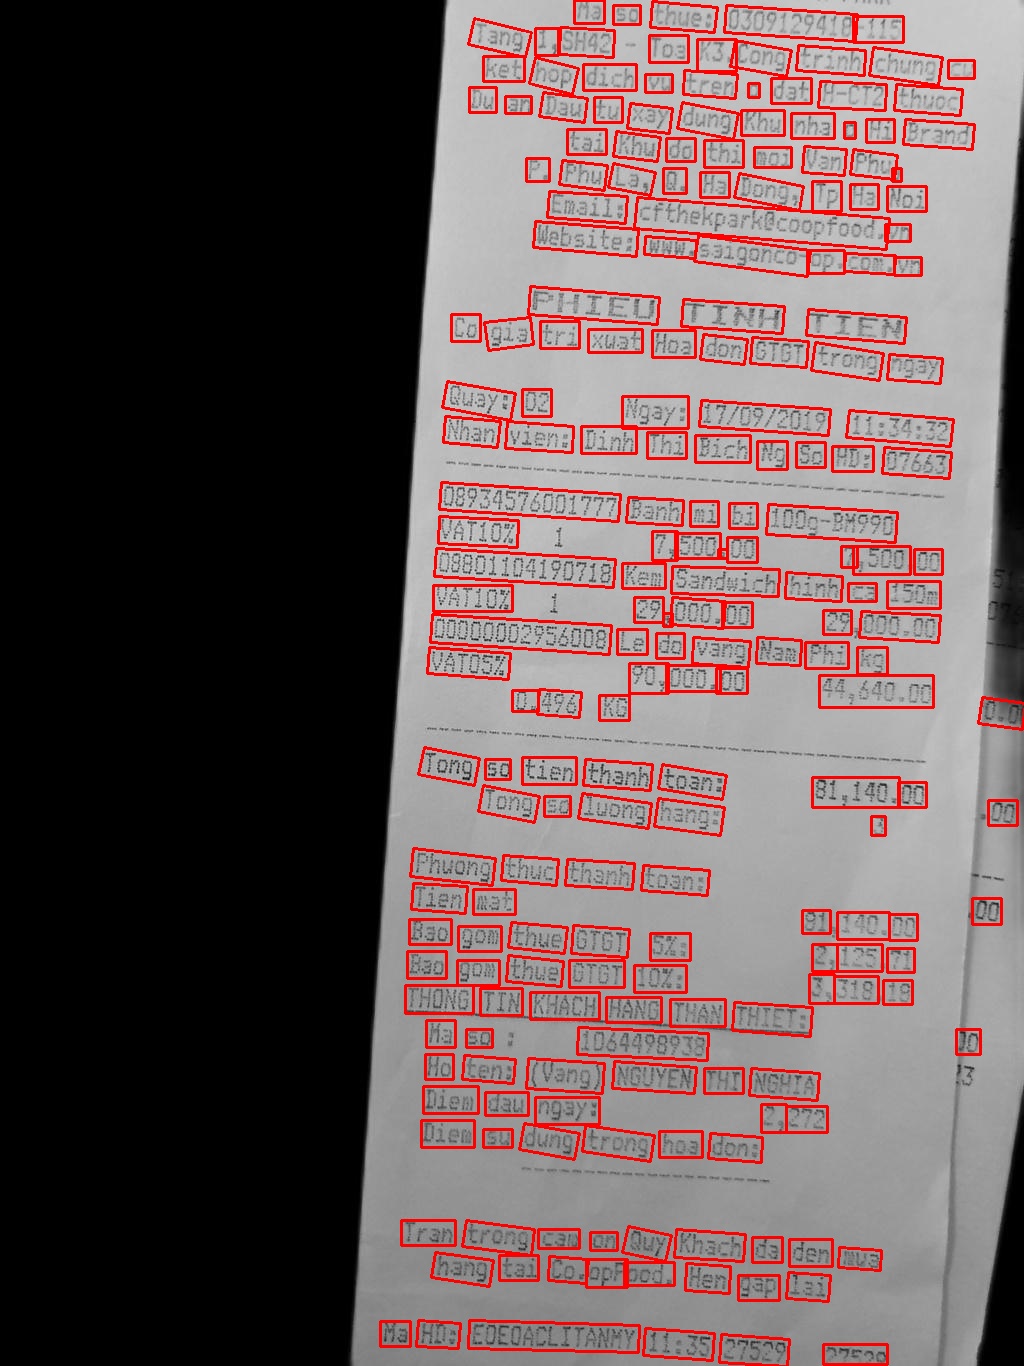 Ma so thue: 0309129418-115
Tang 1, SH42 - Toa K3, Cong trinh chung cu
ket hop dich vu tren o dat H-CT2 thuoc
Du an Dau tu xay dung Khu nha o Hi Brand
tai Khu do thi moi Van Phu,
P. Phu La, Q. Ha Dong, Tp Ha Noi
Email: cfthekpark@coopfood.vn
Website: www.saigonco-op.com.vn
PHIEU TINH TIEN
Co gia tri xuat Hoa don GTGT trong ngay
Quay: 02 Ngay: 17/09/2019 11:34:32
Nhan vien: Dinh Thi Bich Ng So HD: 07663
08934576001777 Banh mi bi 100g-BM990
VAT10% 1 7,500.00 7,500.00
08801104190718 Kem Sandwich hinh ca 150m
VAT10% 1 29,000.00 29,000.00
00000002956008 Le do vang Nam Phi kg
VAT05% 90,000.00 44,640.00
0.496 KG
Tong so tien thanh toan: 81,140.00
Tong so luong hang: 3
Phuong thuc thanh toan:
Tien mat 81,140.00
Bao gom thue GTGT 5%: 2,125.71
Bao gom thue GTGT 10%: 3,318.18
THONG TIN KHACH HANG THAN THIET:
Ma so : 1064498938
Ho ten: (Vang) NGUYEN THI NGHIA
Diem dau ngay: 2,272
Diem su dung trong hoa don:
Tran trong cam on Quy Khach da den mua
hang tai Co.opFood. Hen gap lai
Ma HD: EOEOACLITANMY 11:35 27529